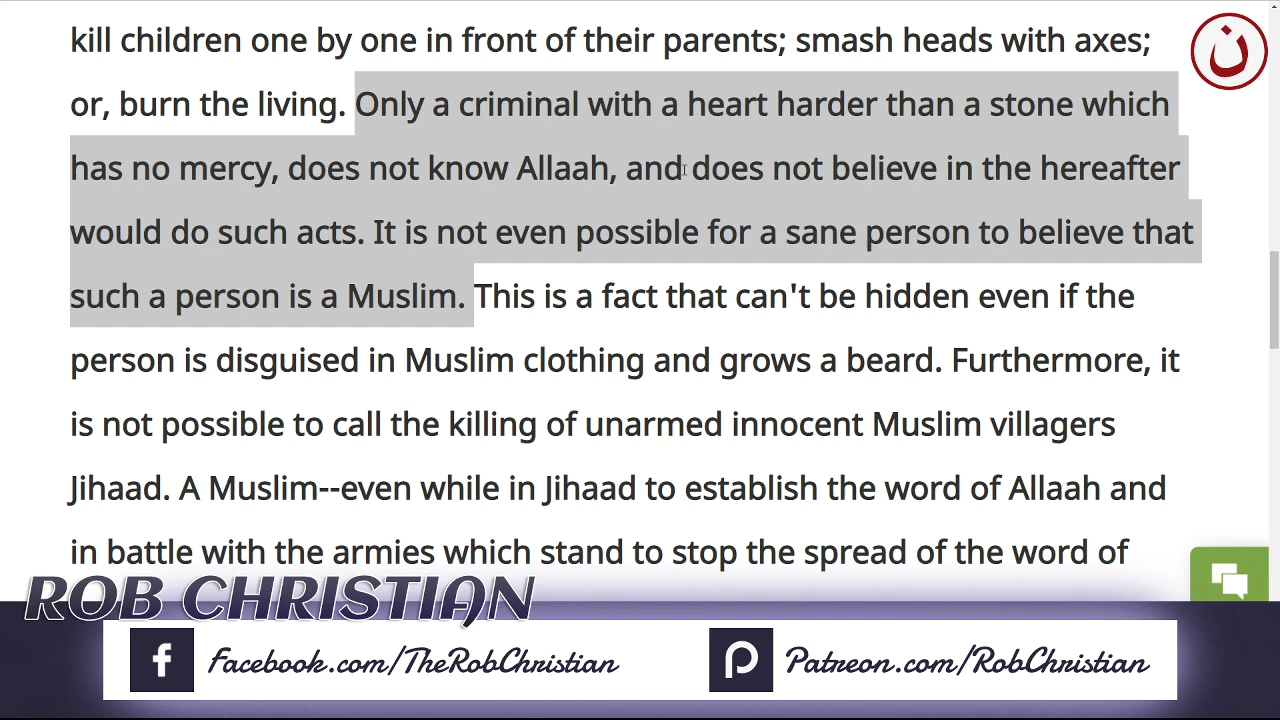 kill children one by one in front of their parents; smash heads with axes;
or, burn the living. Only a criminal with a heart harder than a stone which
has no mercy, does not know Allaah, and does not believe in the hereafter
would do such acts. It is not even possible for a sane person to believe that
such a person is a Muslim. This is a fact that can't be hidden even if the
person is disguised in Muslim clothing and grows a beard. Furthermore, it
is not possible to call the killing of unarmed innocent Muslim villagers
Jihaad. A Muslim--even while in Jihaad to establish the word of Allaah and
in battle with the armies which stand to stop the spread of the word of
ن
ROB CHRISTIAN
Facebook.com/TheRobChristian
Patreon.com/RobChristian